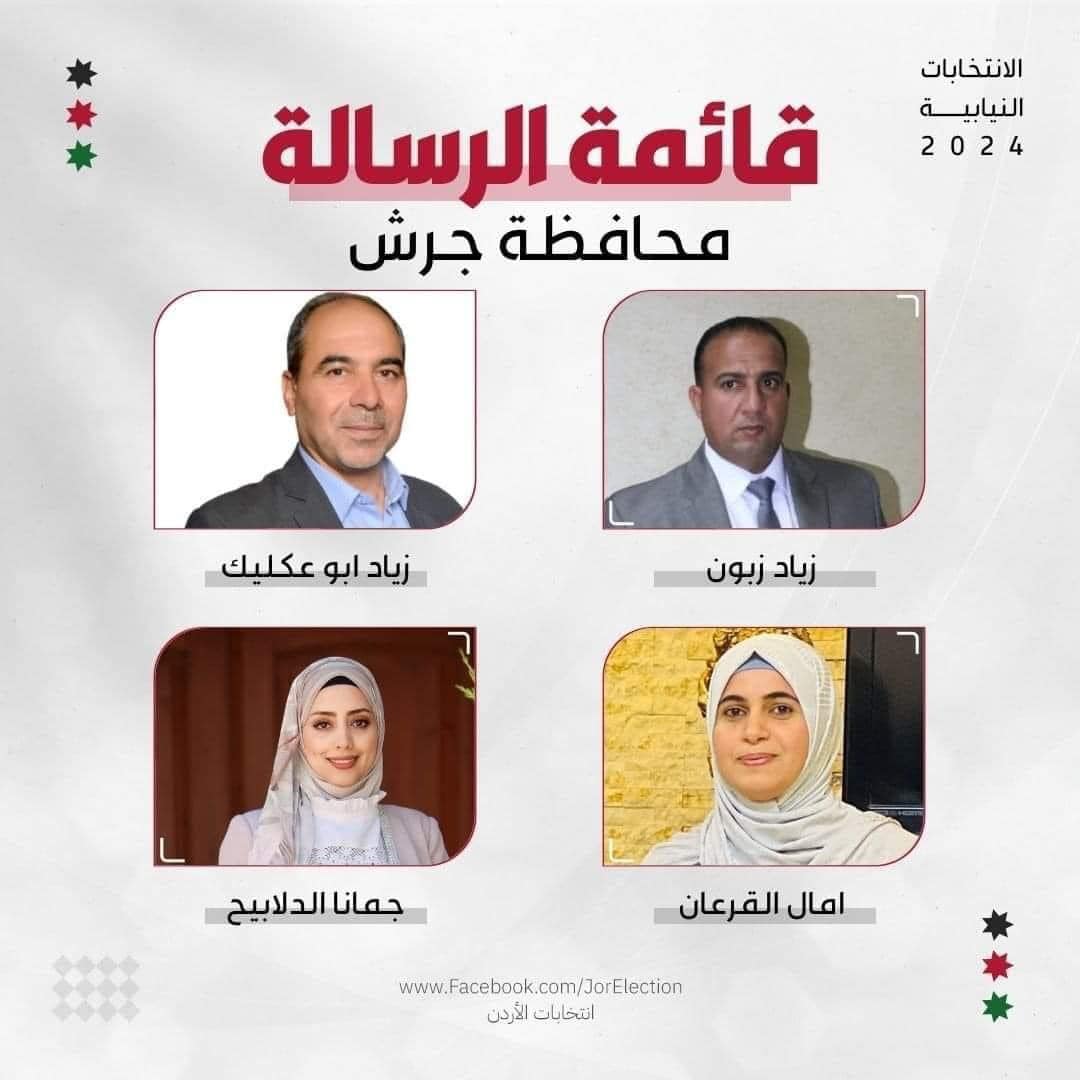 الانتخابات
النيابيـــة
2024
قائمة الرسالة
محافظة جرش
زياد زبون
زياد ابو عكليك
امال القرعان
جمانا الدلابيح
www.Facebook.com/JorElection
انتخابات الأردن